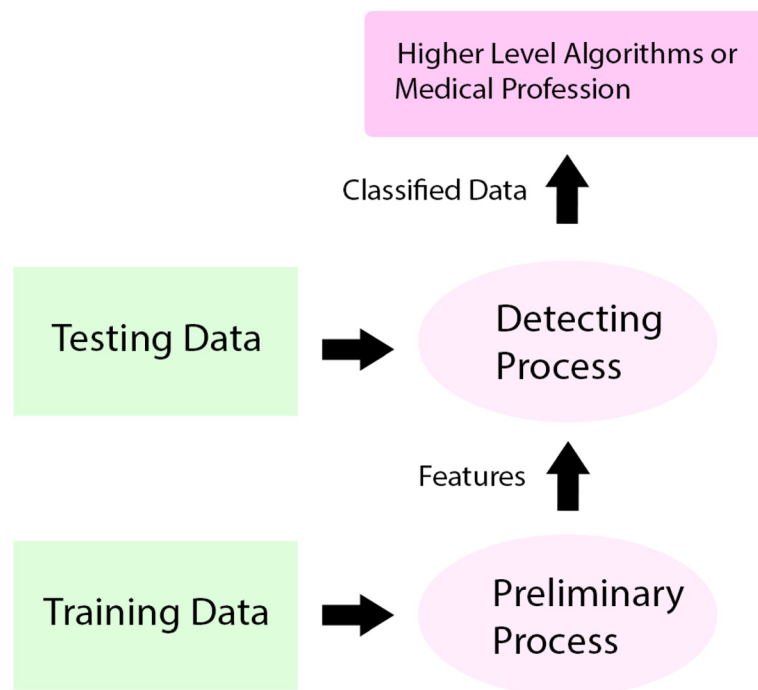 Higher Level Algorithms or
Medical Profession
Classified Data
Testing Data
Detecting
Process
Features
Training Data
Preliminary
Process